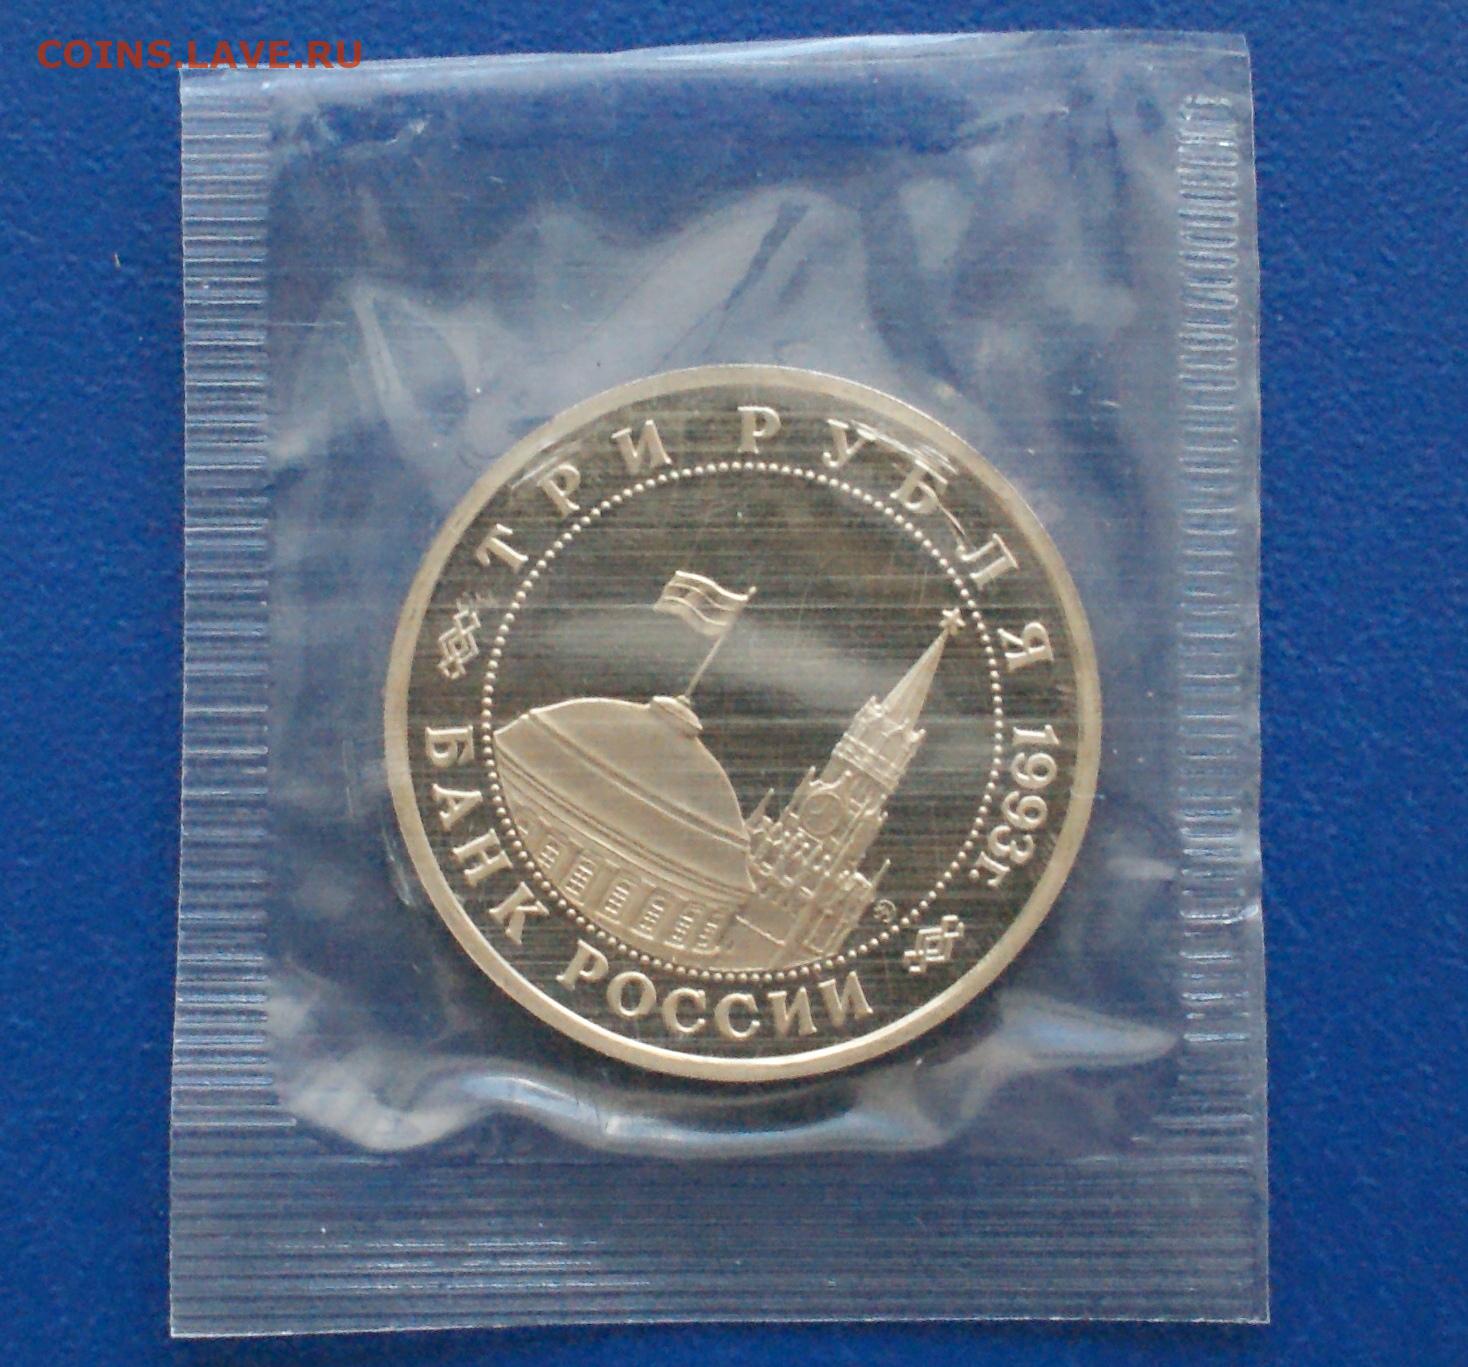 COINS.LAVE.RU
ТРИ РУБЛЯ 1993г.
БАНК РОССИИ